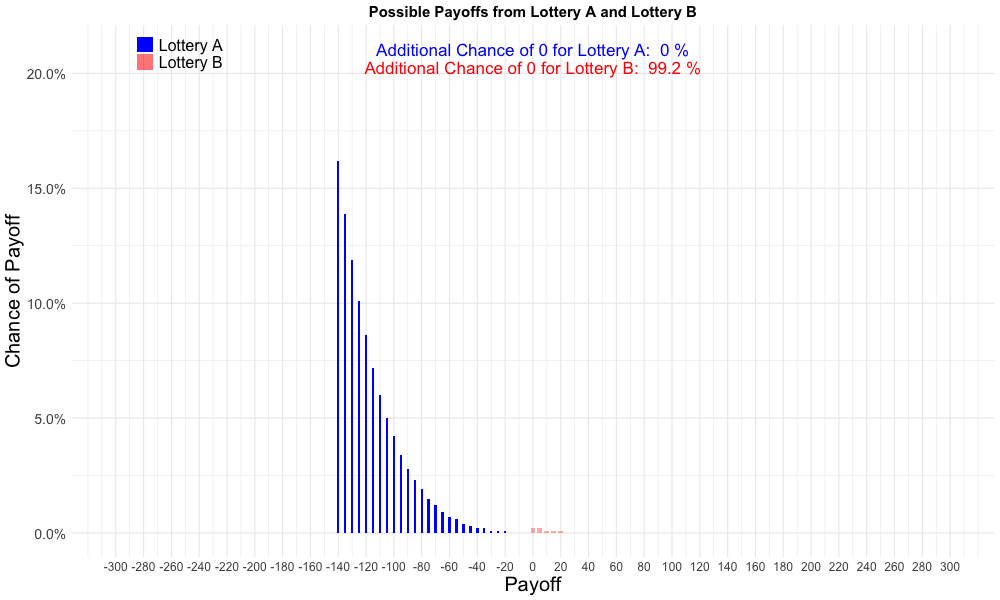 Possible Payoffs from Lottery A and Lottery B
Lottery A
Lottery B
Additional Chance of 0 for Lottery A:  0 %
Additional Chance of 0 for Lottery B:  99.2 %
Chance of Payoff
20.0%
15.0%
10.0%
5.0%
0.0%
-300 -280 -260 -240 -220 -200 -180 -160 -140 -120 -100 -80 -60 -40 -20 0 20 40 60 80 100 120 140 160 180 200 220 240 260 280 300
Payoff